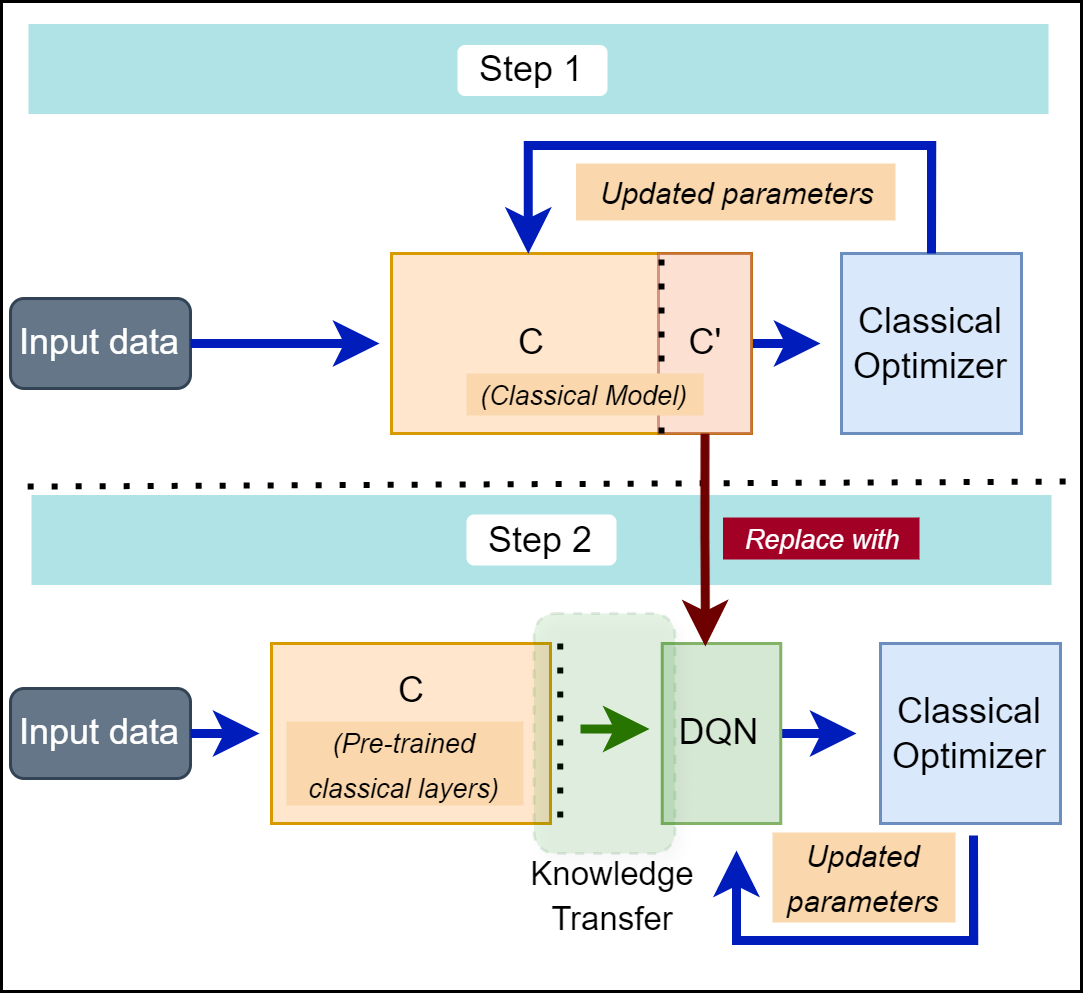 Step 1
Updated parameters
Input data
C
C'
(Classical Model)
Classical
Optimizer
Step 2
Replace with
Input data
C
(Pre-trained
classical layers)
DQN
Classical
Optimizer
Knowledge
Transfer
Updated
parameters